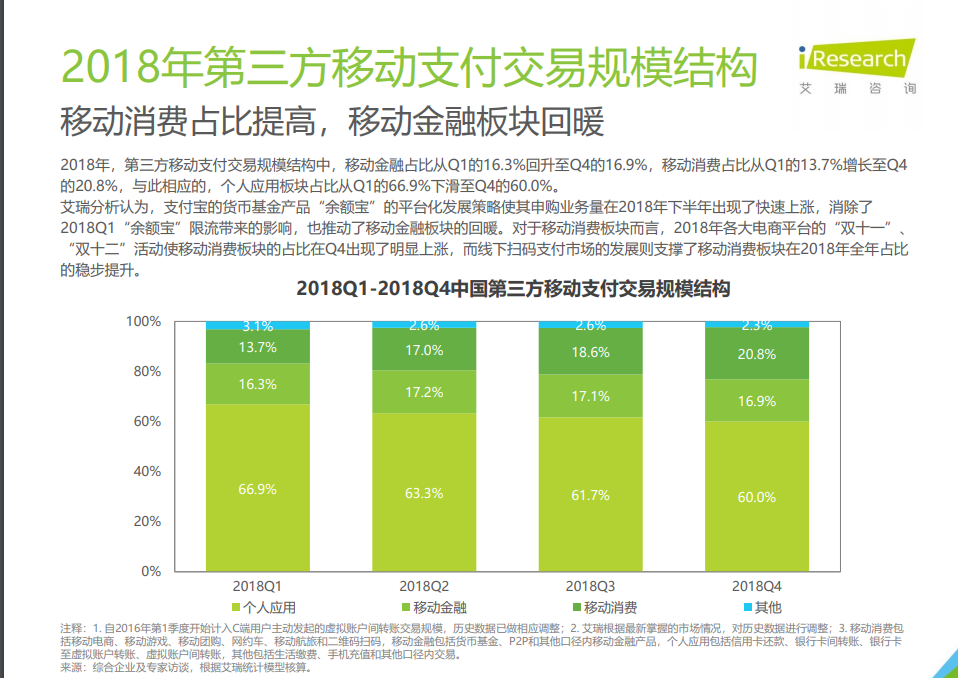 2018年第三方移动支付交易规模结构
iResearch
艾 瑞 咨 询
移动消费占比提高，移动金融板块回暖
2018年，第三方移动支付交易规模结构中，移动金融占比从Q1的16.3%回升至Q4的16.9%，移动消费占比从Q1的13.7%增长至Q4
的20.8%，与此相应的，个人应用板块占比从Q1的66.9%下滑至Q4的60.0%。
艾瑞分析认为，支付宝的货币基金产品“余额宝”的平台化发展策略使其申购业务量在2018年下半年出现了快速上涨，消除了
2018Q1“余额宝”限流带来的影响，也推动了移动金融板块的回暖。对于移动消费板块而言，2018年各大电商平台的“双十一”、
“双十二”活动使移动消费板块的占比在Q4出现了明显上涨，而线下扫码支付市场的发展则支撑了移动消费板块在2018年全年占比
的稳步提升。
2018Q1-2018Q4中国第三方移动支付交易规模结构
100%
80%
60%
40%
20%
0%
3.1% 2.6% 2.6% 2.3%
13.7% 17.0% 18.6% 20.8%
16.3% 17.2% 17.1% 16.9%
66.9% 63.3% 61.7% 60.0%
2018Q1 2018Q2 2018Q3 2018Q4
个人应用 移动金融 移动消费 其他
注释：1. 自2016年第1季度开始计入C端用户主动发起的虚拟账户间转账交易规模，历史数据已做相应调整；2. 艾瑞根据最新掌握的市场情况，对历史数据进行调整；3. 移动消费包
括移动电商、移动游戏、移动团购、网约车、移动航旅和二维码扫码，移动金融包括货币基金、P2P和其他口径内移动金融产品，个人应用包括信用卡还款、银行卡间转账、银行卡
至虚拟账户转账、虚拟账户间转账，其他包括生活缴费、手机充值和其他口径内交易。
来源：综合企业及专家访谈，根据艾瑞统计模型核算。